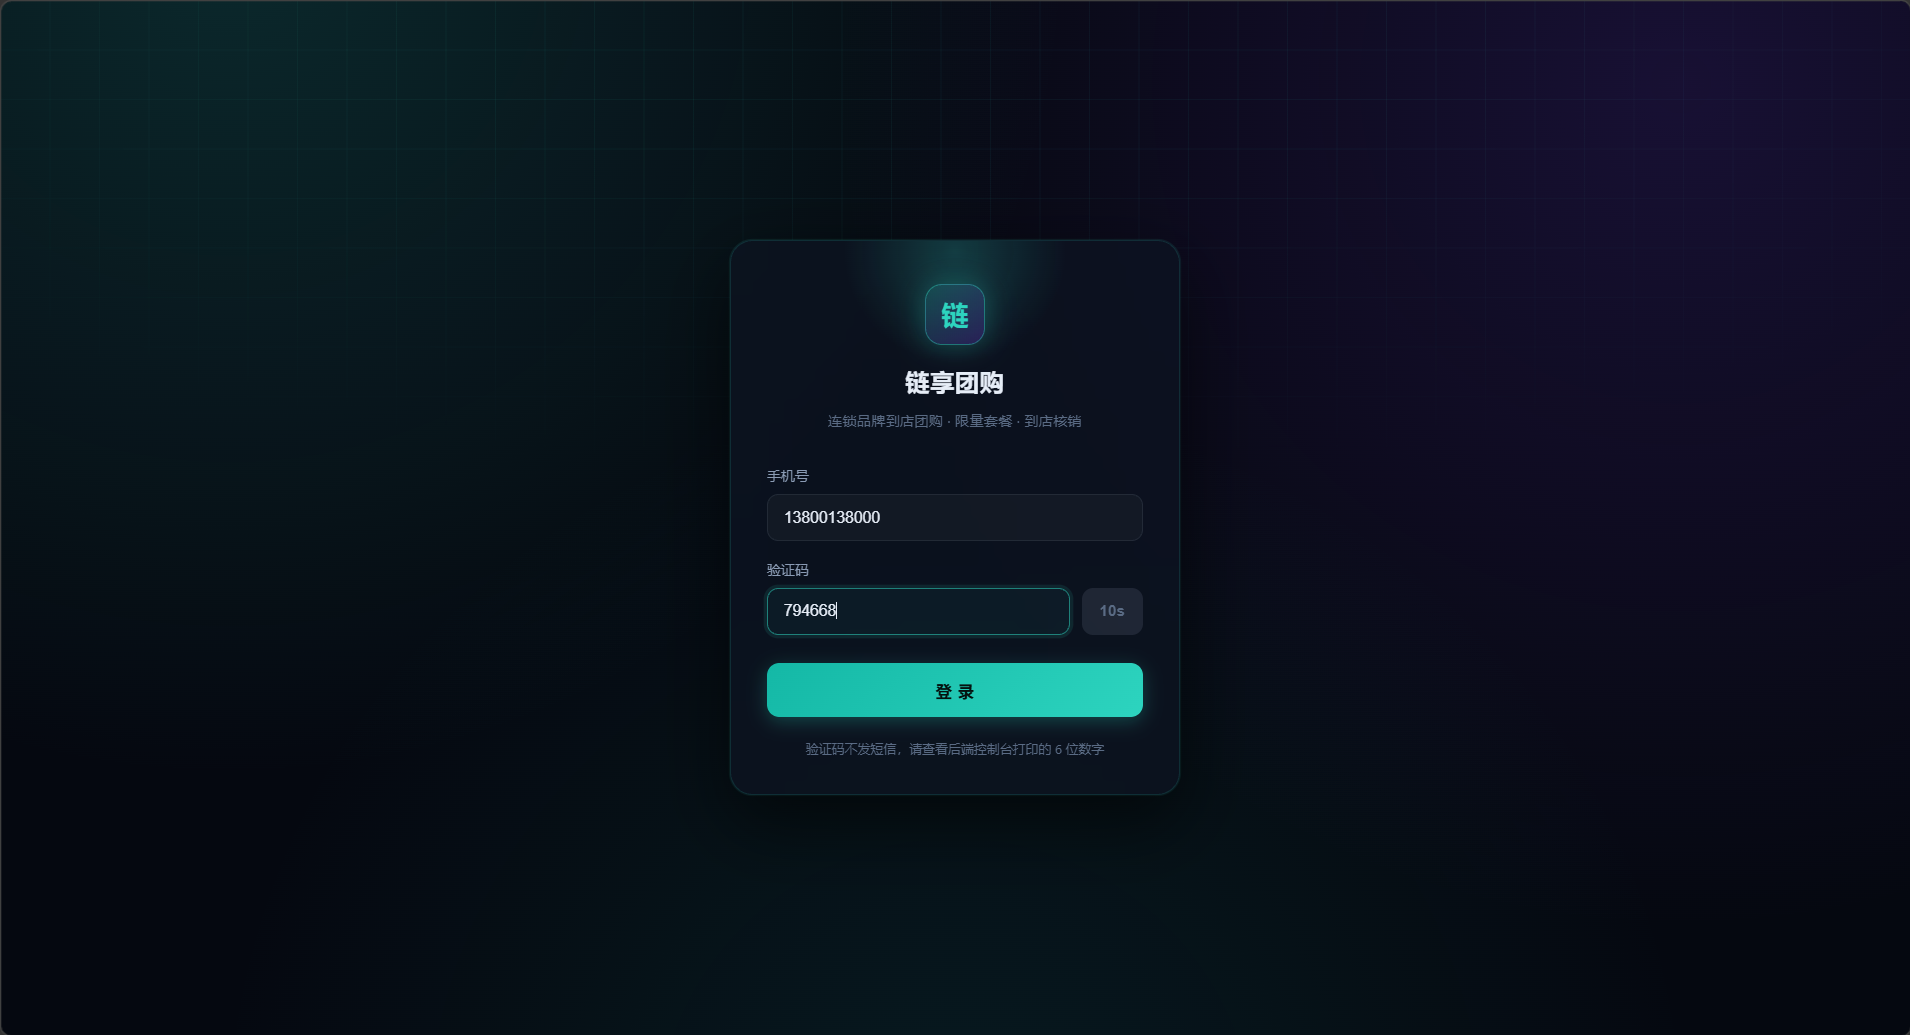 链
链享团购
连锁品牌到店团购 · 限量套餐 · 到店核销
手机号
13800138000
验证码
794668
10s
登 录
验证码不发短信，请查看后端控制台打印的 6 位数字